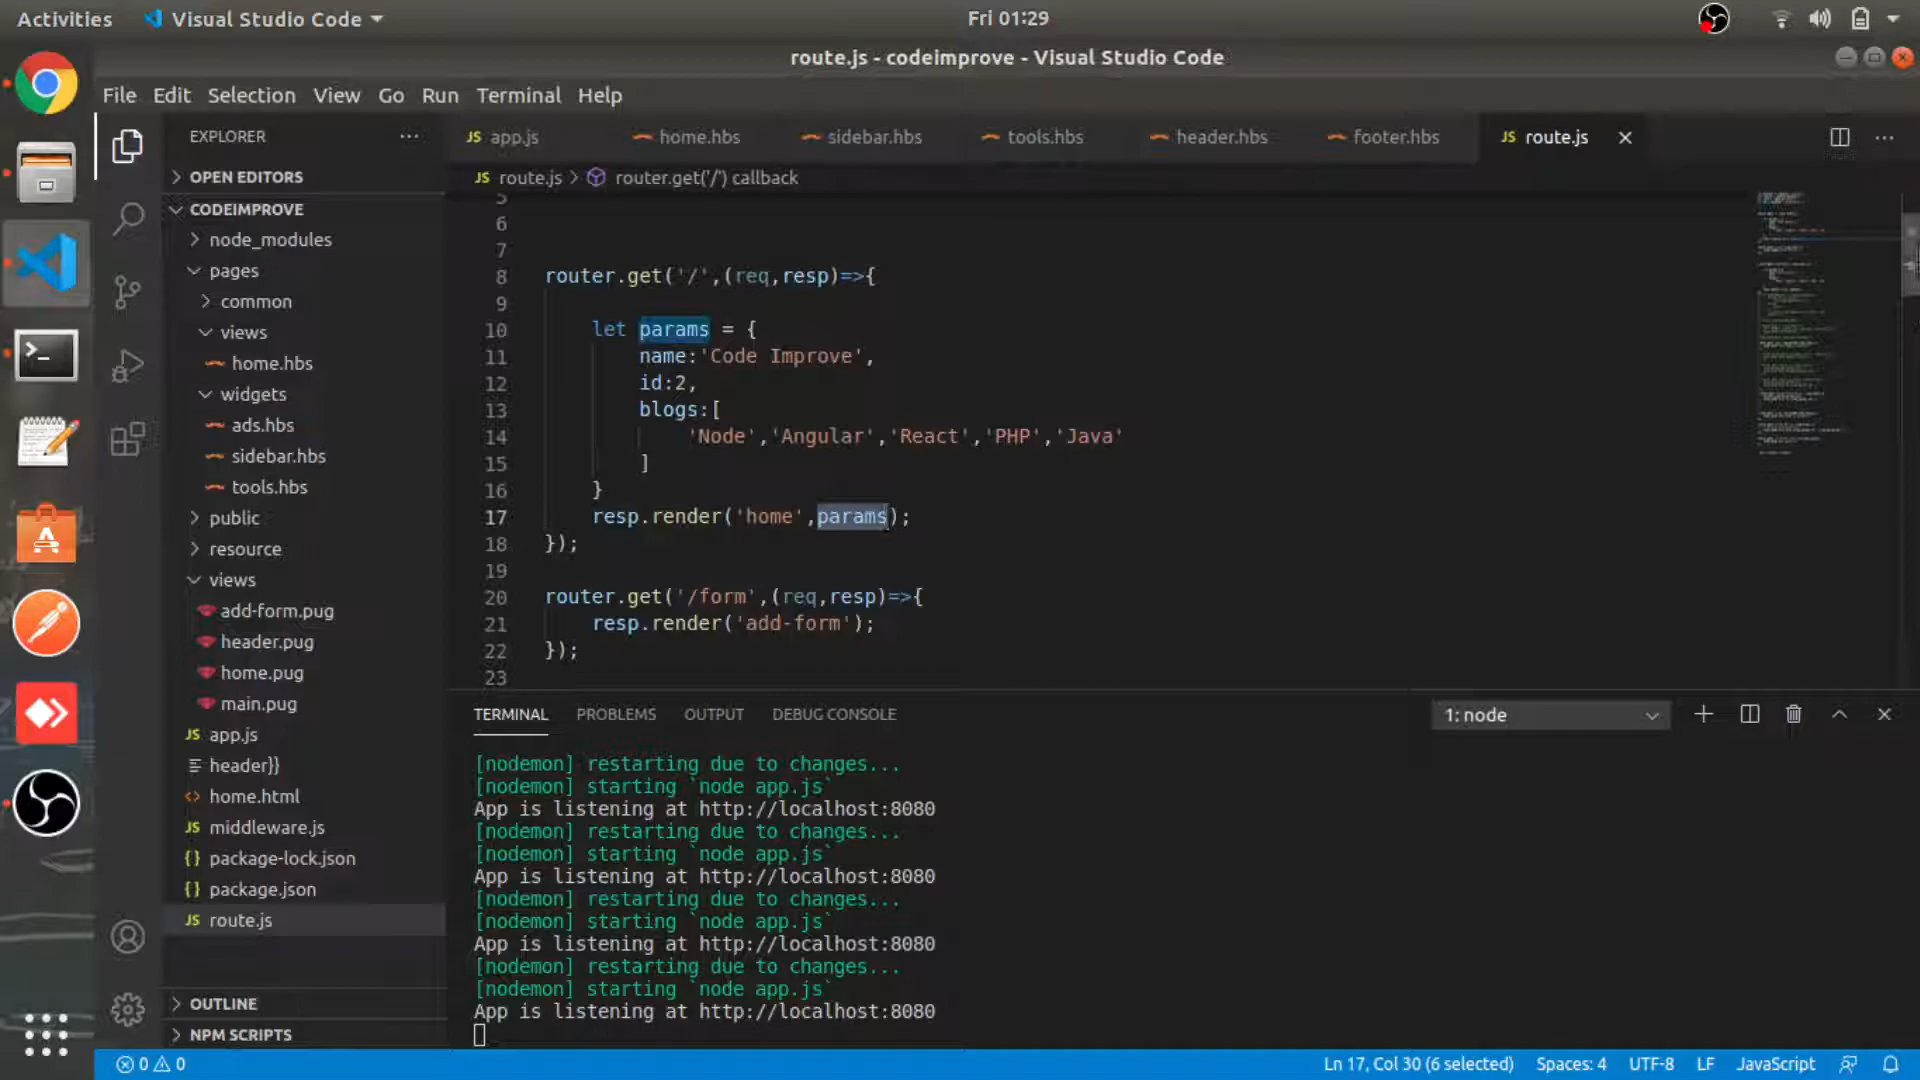 Activities Visual Studio Code Fri 01:29
route.js - codeimprove - Visual Studio Code
File Edit Selection View Go Run Terminal Help
EXPLORER
OPEN EDITORS
CODEIMPROVE
node_modules
pages
common
views
home.hbs
widgets
ads.hbs
sidebar.hbs
tools.hbs
public
resource
views
add-form.pug
header.pug
home.pug
main.pug
JS app.js
header}}
<> home.html
JS middleware.js
{} package-lock.json
{} package.json
JS route.js
OUTLINE
NPM SCRIPTS
JS app.js home.hbs sidebar.hbs tools.hbs header.hbs footer.hbs JS route.js
JS route.js > router.get('/') callback
5
6
7
8 router.get('/',(req,resp)=>{
9
10 let params = {
11 name:'Code Improve',
12 id:2,
13 blogs:[
14 'Node','Angular','React','PHP','Java'
15 ]
16 }
17 resp.render('home',params);
18 });
19
20 router.get('/form',(req,resp)=>{
21 resp.render('add-form');
22 });
23
TERMINAL PROBLEMS OUTPUT DEBUG CONSOLE 1: node
[nodemon] restarting due to changes...
[nodemon] starting `node app.js`
App is listening at http://localhost:8080
[nodemon] restarting due to changes...
[nodemon] starting `node app.js`
App is listening at http://localhost:8080
[nodemon] restarting due to changes...
[nodemon] starting `node app.js`
App is listening at http://localhost:8080
[nodemon] restarting due to changes...
[nodemon] starting `node app.js`
App is listening at http://localhost:8080
0 0 Ln 17, Col 30 (6 selected) Spaces: 4 UTF-8 LF JavaScript